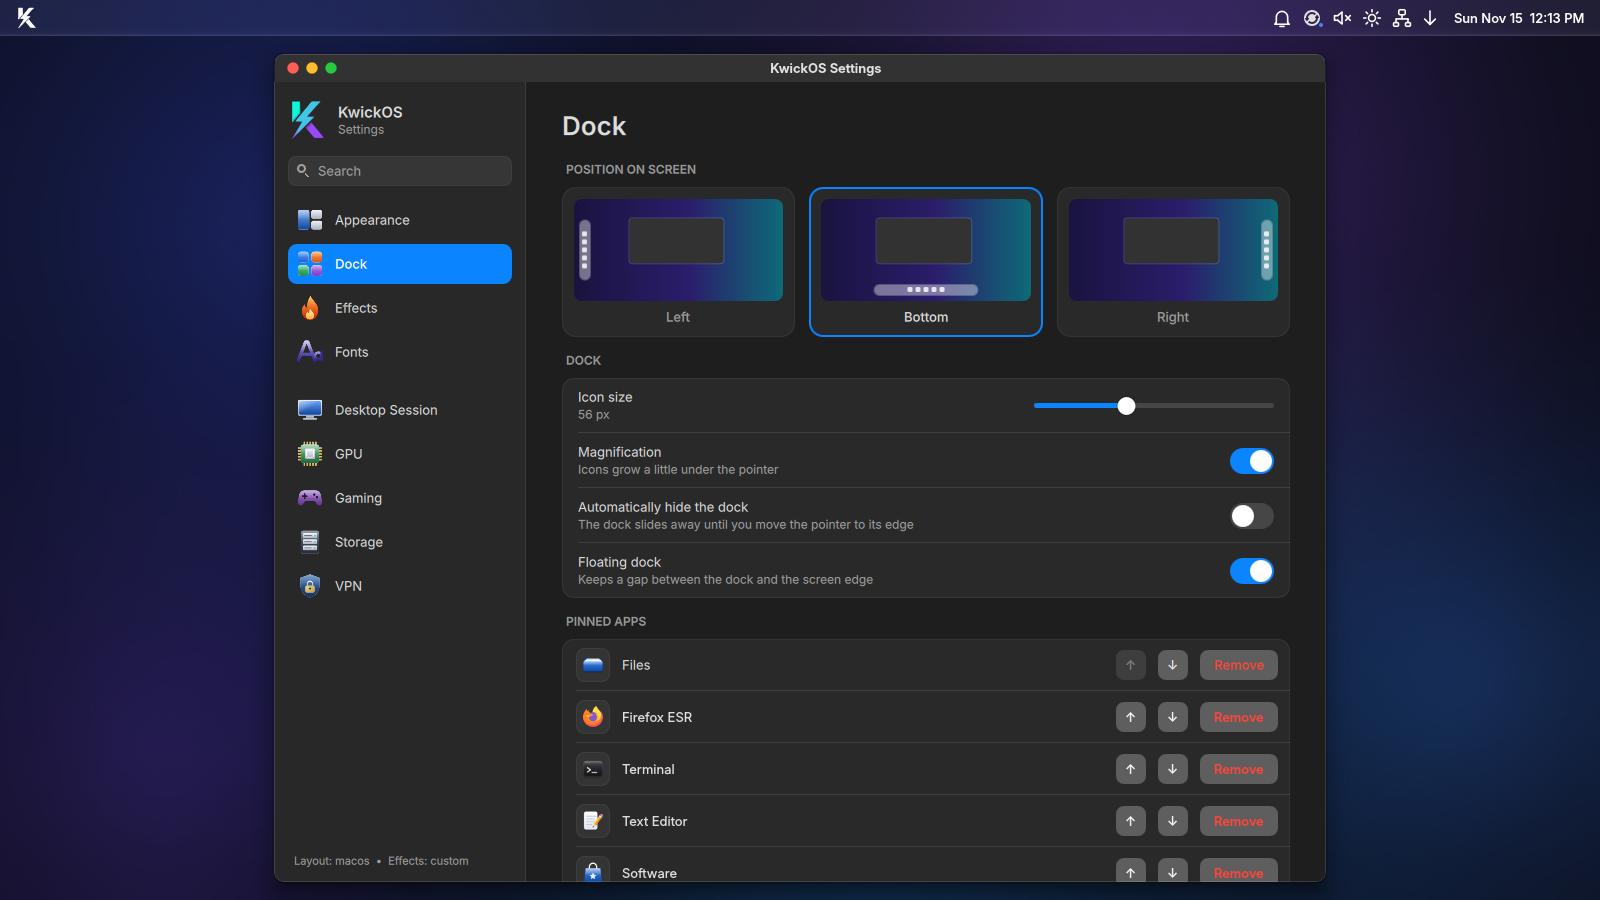 Sun Nov 15 12:13 PM
KwickOS Settings
KwickOS
Settings
Search
Appearance
Dock
Effects
Fonts
Desktop Session
GPU
Gaming
Storage
VPN
Layout: macos • Effects: custom
Dock
POSITION ON SCREEN
Left
Bottom
Right
DOCK
Icon size
56 px
Magnification
Icons grow a little under the pointer
Automatically hide the dock
The dock slides away until you move the pointer to its edge
Floating dock
Keeps a gap between the dock and the screen edge
PINNED APPS
Files
Remove
Firefox ESR
Remove
Terminal
Remove
Text Editor
Remove
Software
Remove